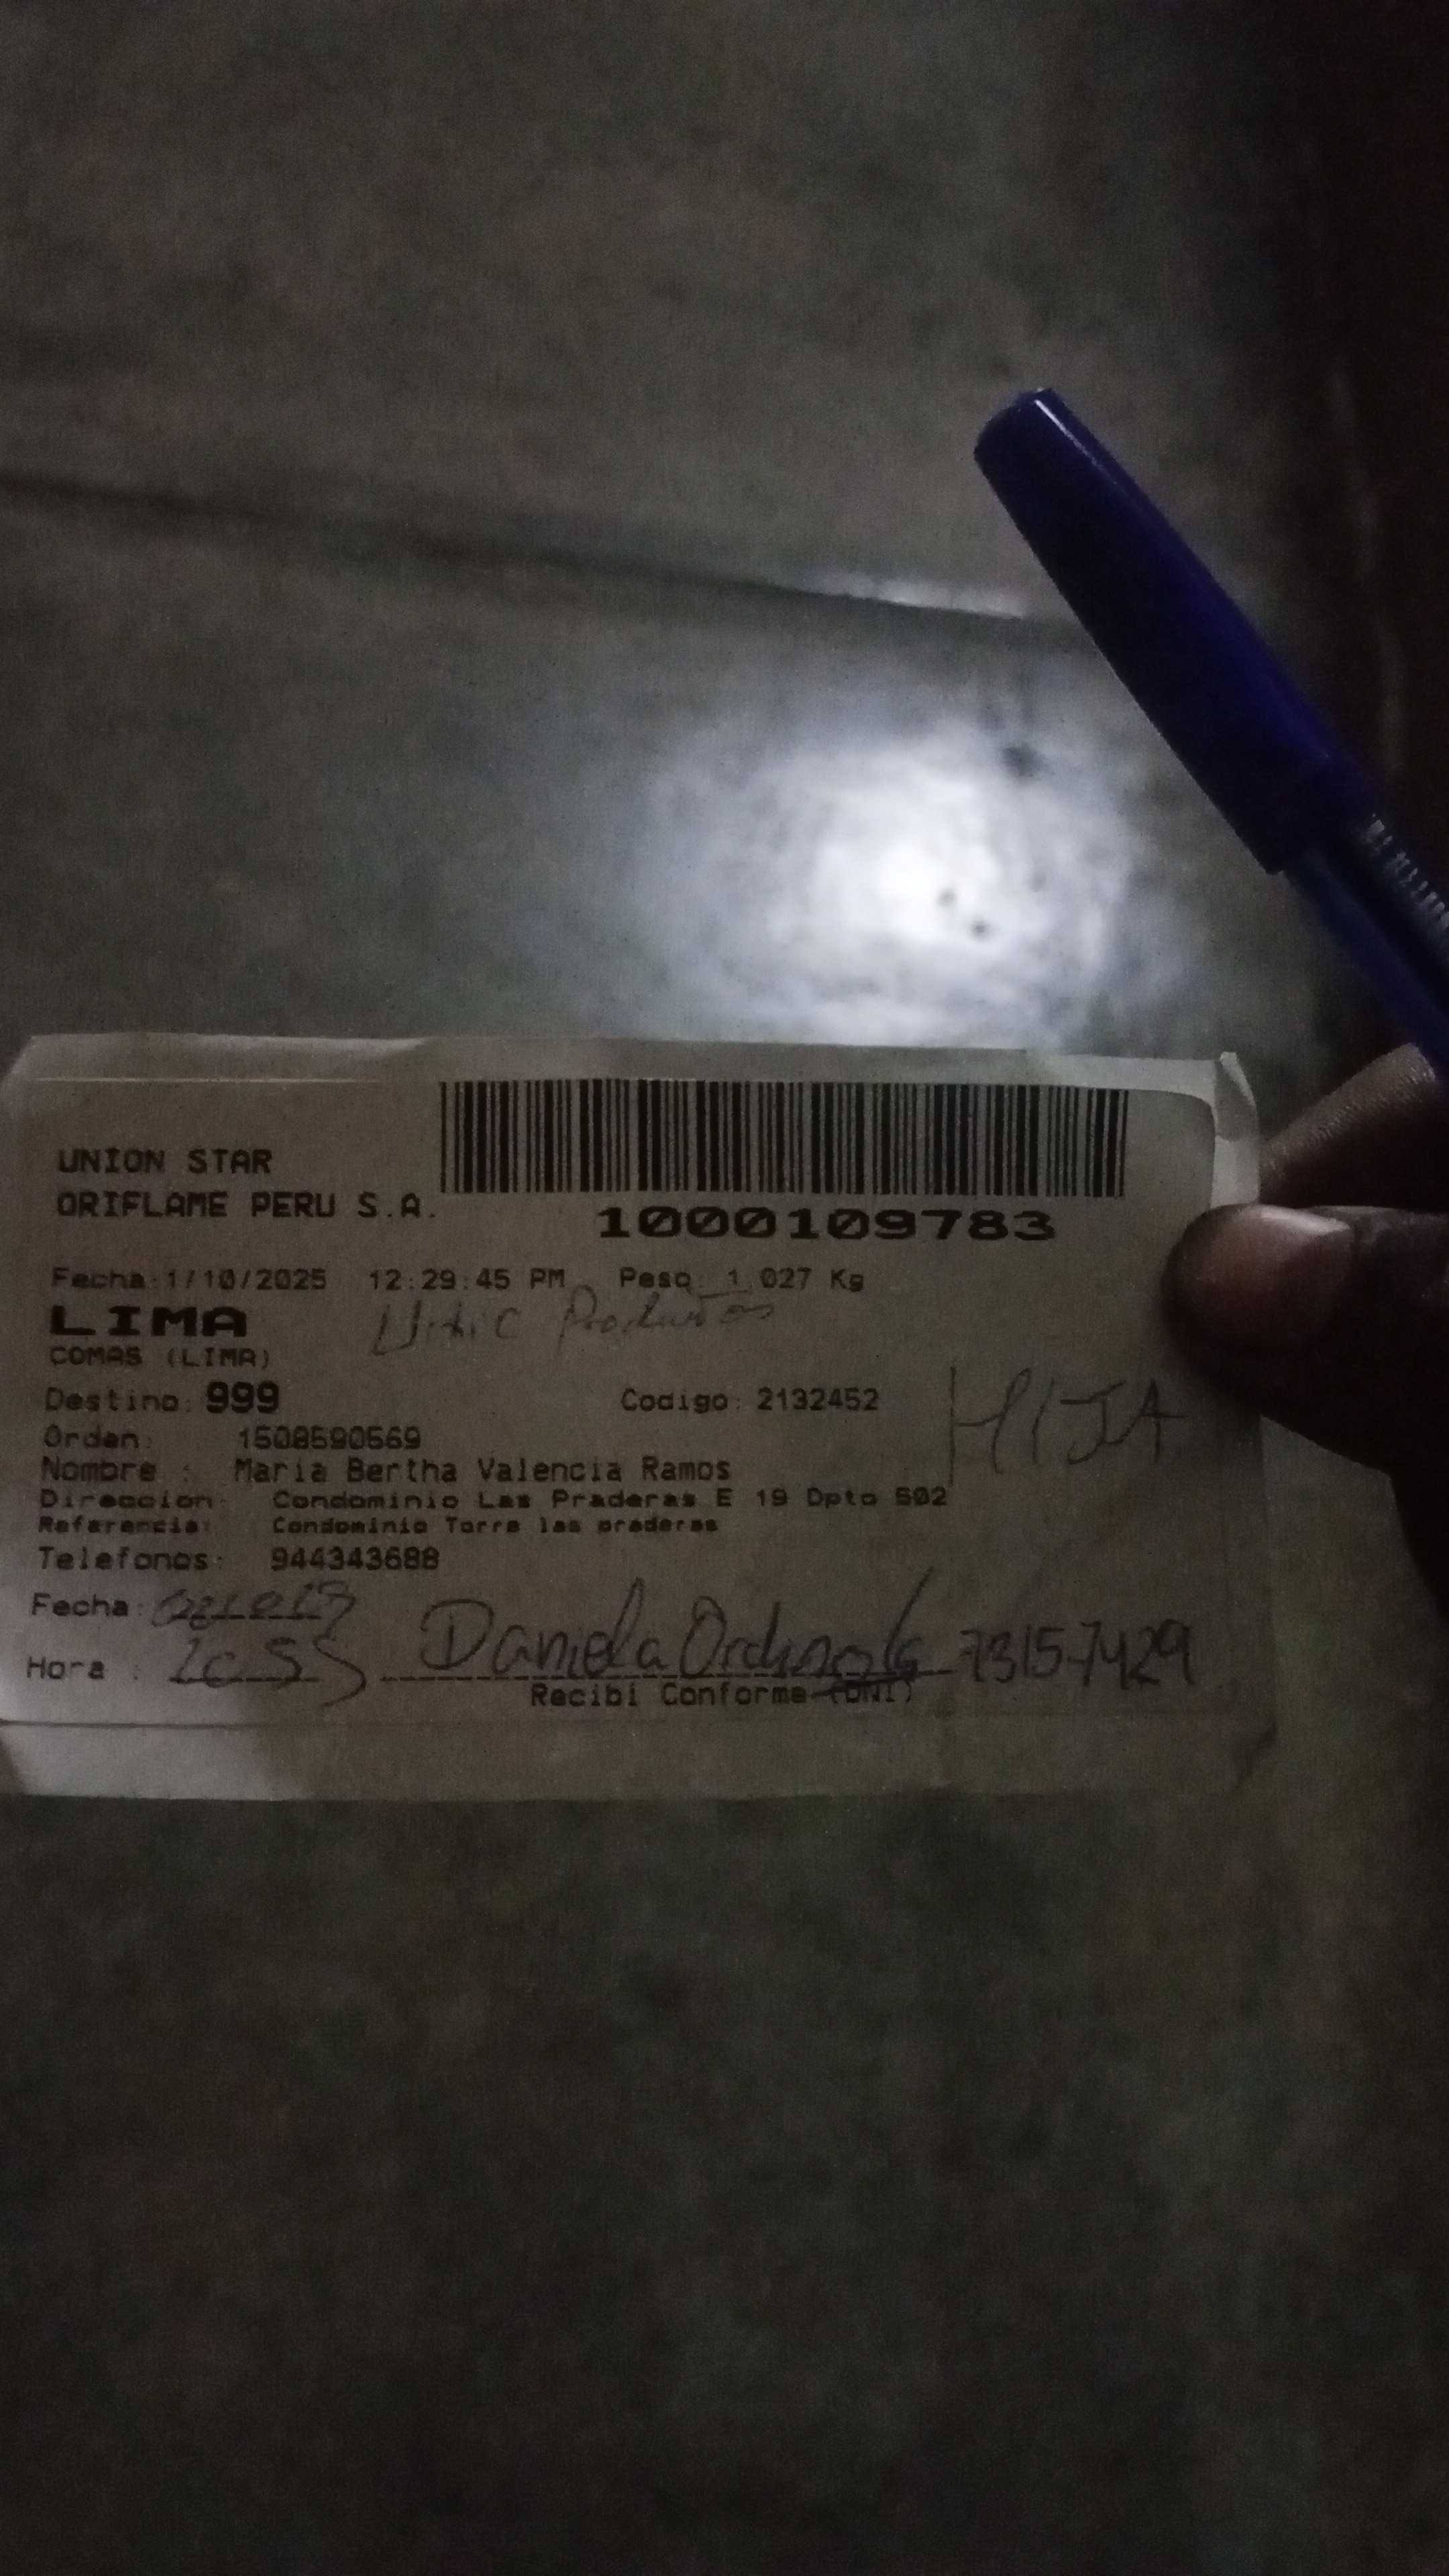 UNION STAR
ORIFLAME PERU S.A.
1000109783
Fecha:1/10/2025 12:29:45 PM Peso: 1.027 Kg
LIMA
COMAS (LIMA)
Destino: 999 Codigo: 2132452
HIJA
Orden: 1508590569
Nombre : Maria Bertha Valencia Ramos
Direccion: Condominio Las Praderas E 19 Dpto 502
Referencia: Condominio Torre las praderas
Telefonos: 944343688
Fecha:
Hora : Daniela 73157429
Recibi Conforme (DNI)